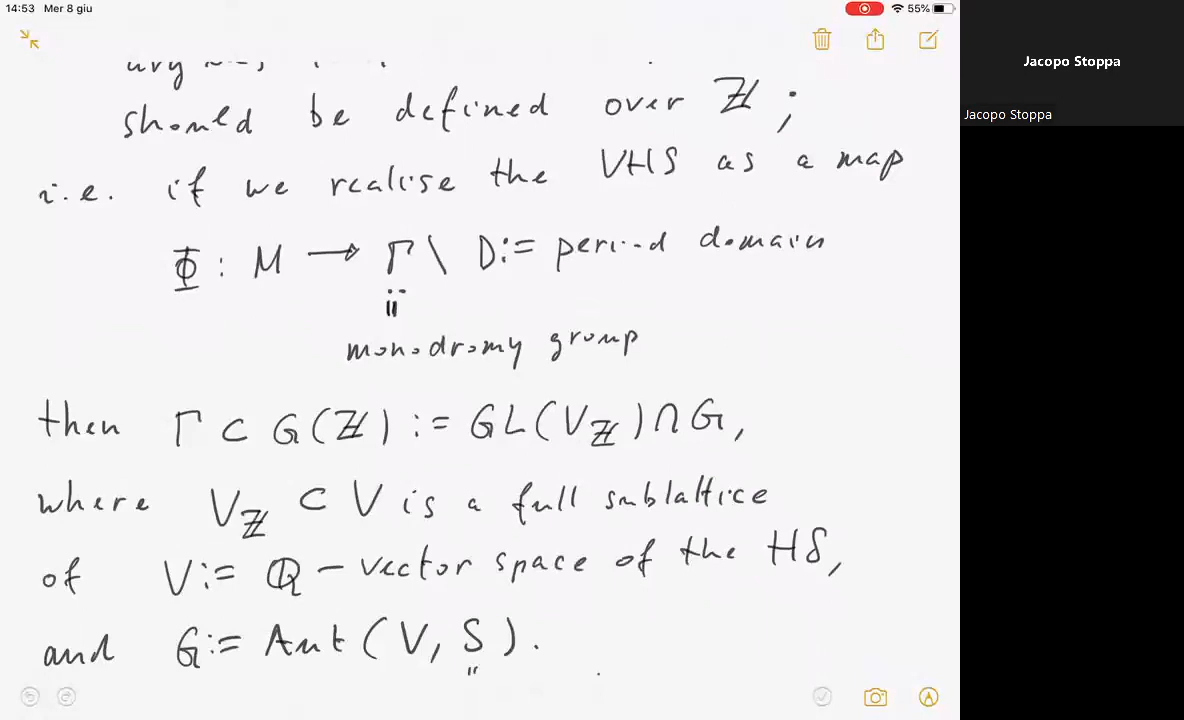 14:53 Mer 8 giu
55%
Jacopo Stoppa
Jacopo Stoppa
should be defined over ℤ ;
i.e. if we realise the VHS as a map
Φ : M → Γ \ D := period domain
:=
monodromy group
then Γ ⊂ G(ℤ) := GL(V_ℤ) ∩ G,
where V_ℤ ⊂ V is a full sublattice
of V := ℚ - vector space of the HS,
and G := Aut(V, S).